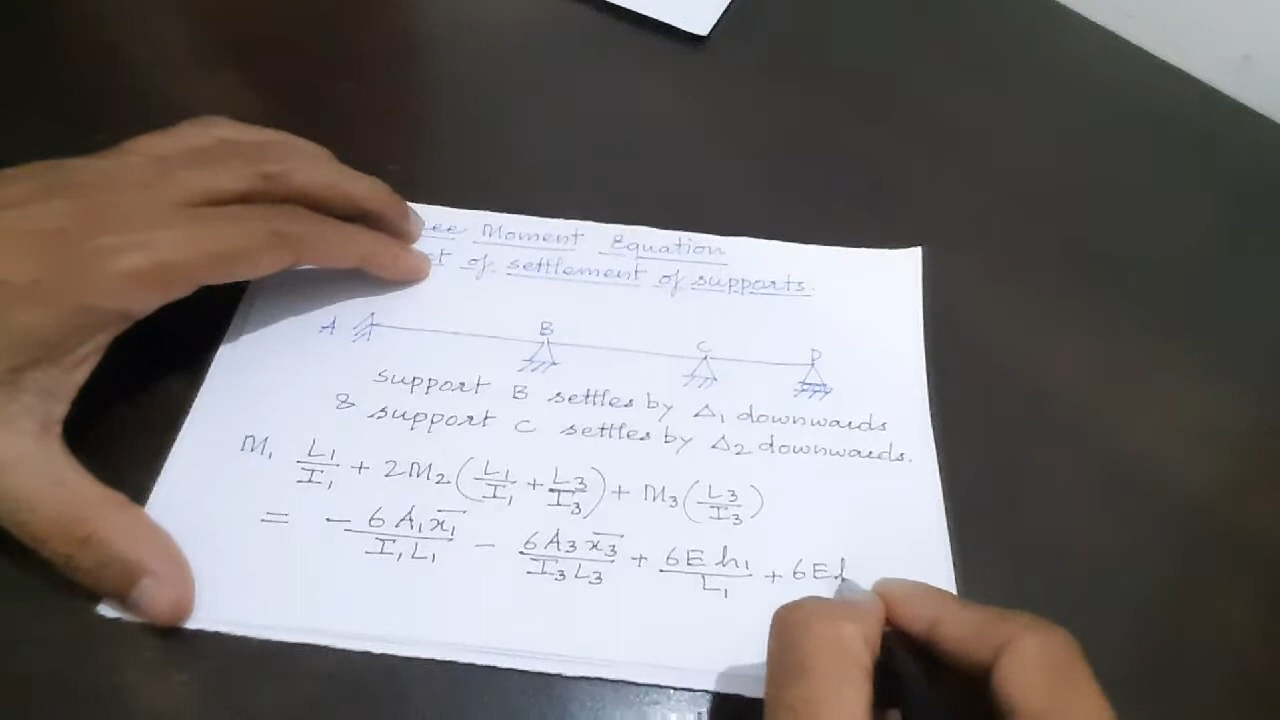 Moment Equation
of settlement of supports.
A B C D
support B settles by Δ₁ downwards
& support C settles by Δ2 downwards.
M₁ L₁/I₁ + 2M₂ (L₁/I₁ + L₃/I₃) + M₃ (L₃/I₃)
= - 6A₁x̄₁/I₁L₁ - 6A₃x̄₃/I₃L₃ + 6Eh₁/L₁ + 6E